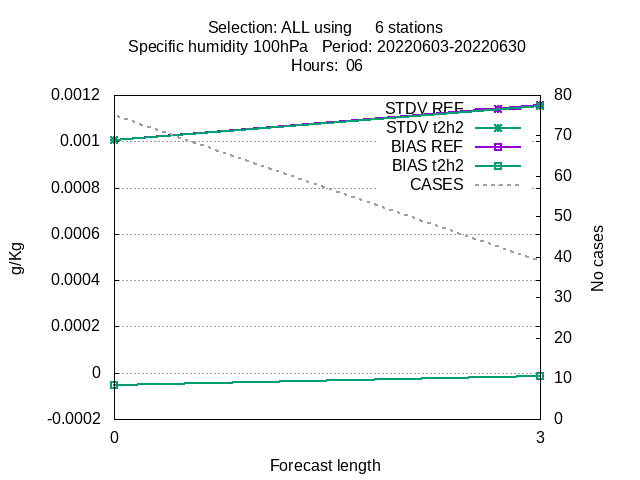 Selection: ALL using 6 stations
Specific humidity 100hPa Period: 20220603-20220630
Hours: 06
0.0012
0.001
0.0008
0.0006
0.0004
0.0002
0
-0.0002
g/Kg
STDV REF
STDV t2h2
BIAS REF
BIAS t2h2
CASES
80
70
60
50
40
30
20
10
0
No cases
0 3
Forecast length